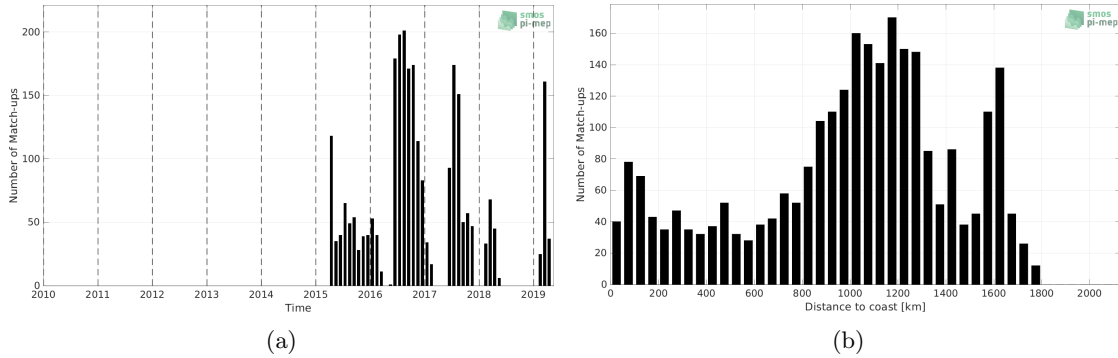 smos
pi-mep
Number of Match-ups
200
150
100
50
0
2010 2011 2012 2013 2014 2015 2016 2017 2018 2019
Time
(a)
smos
pi-mep
Number of Match-ups
160
140
120
100
80
60
40
20
0
0 200 400 600 800 1000 1200 1400 1600 1800 2000
Distance to coast [km]
(b)